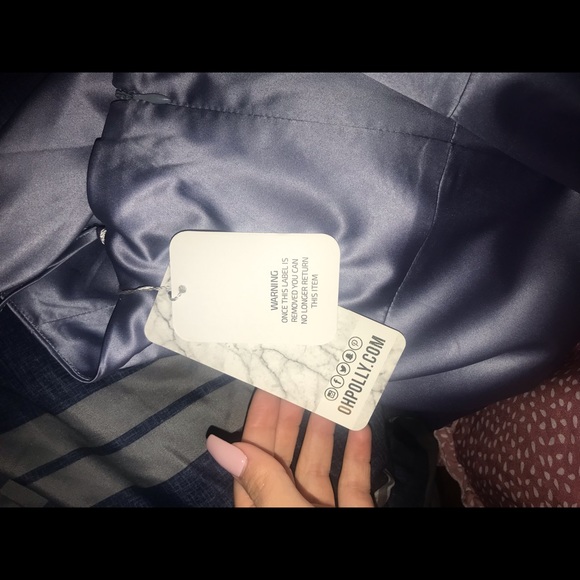 WARNING
ONCE THIS LABEL IS
REMOVED YOU CAN
NO LONGER RETURN
THIS ITEM
OHPOLLY.COM